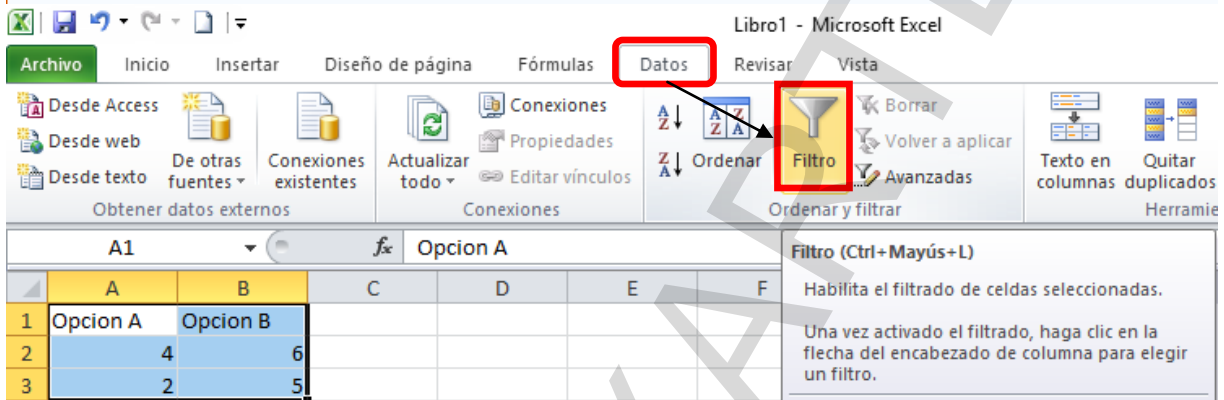 Libro1 - Microsoft Excel
Archivo Inicio Insertar Diseño de página Fórmulas Datos Revisar Vista
Desde Access
Desde web
Desde texto
De otras
fuentes
Conexiones
existentes
Obtener datos externos
Actualizar
todo
Conexiones
Propiedades
Editar vínculos
Conexiones
Ordenar
Filtro
Borrar
Volver a aplicar
Avanzadas
Ordenar y filtrar
Texto en
columnas
Quitar
duplicados
Herramie
A1 fx Opcion A
A B C D E F
1 Opcion A Opcion B
2 4 6
3 2 5
Filtro (Ctrl+Mayús+L)
Habilita el filtrado de celdas seleccionadas.
Una vez activado el filtrado, haga clic en la
flecha del encabezado de columna para elegir
un filtro.